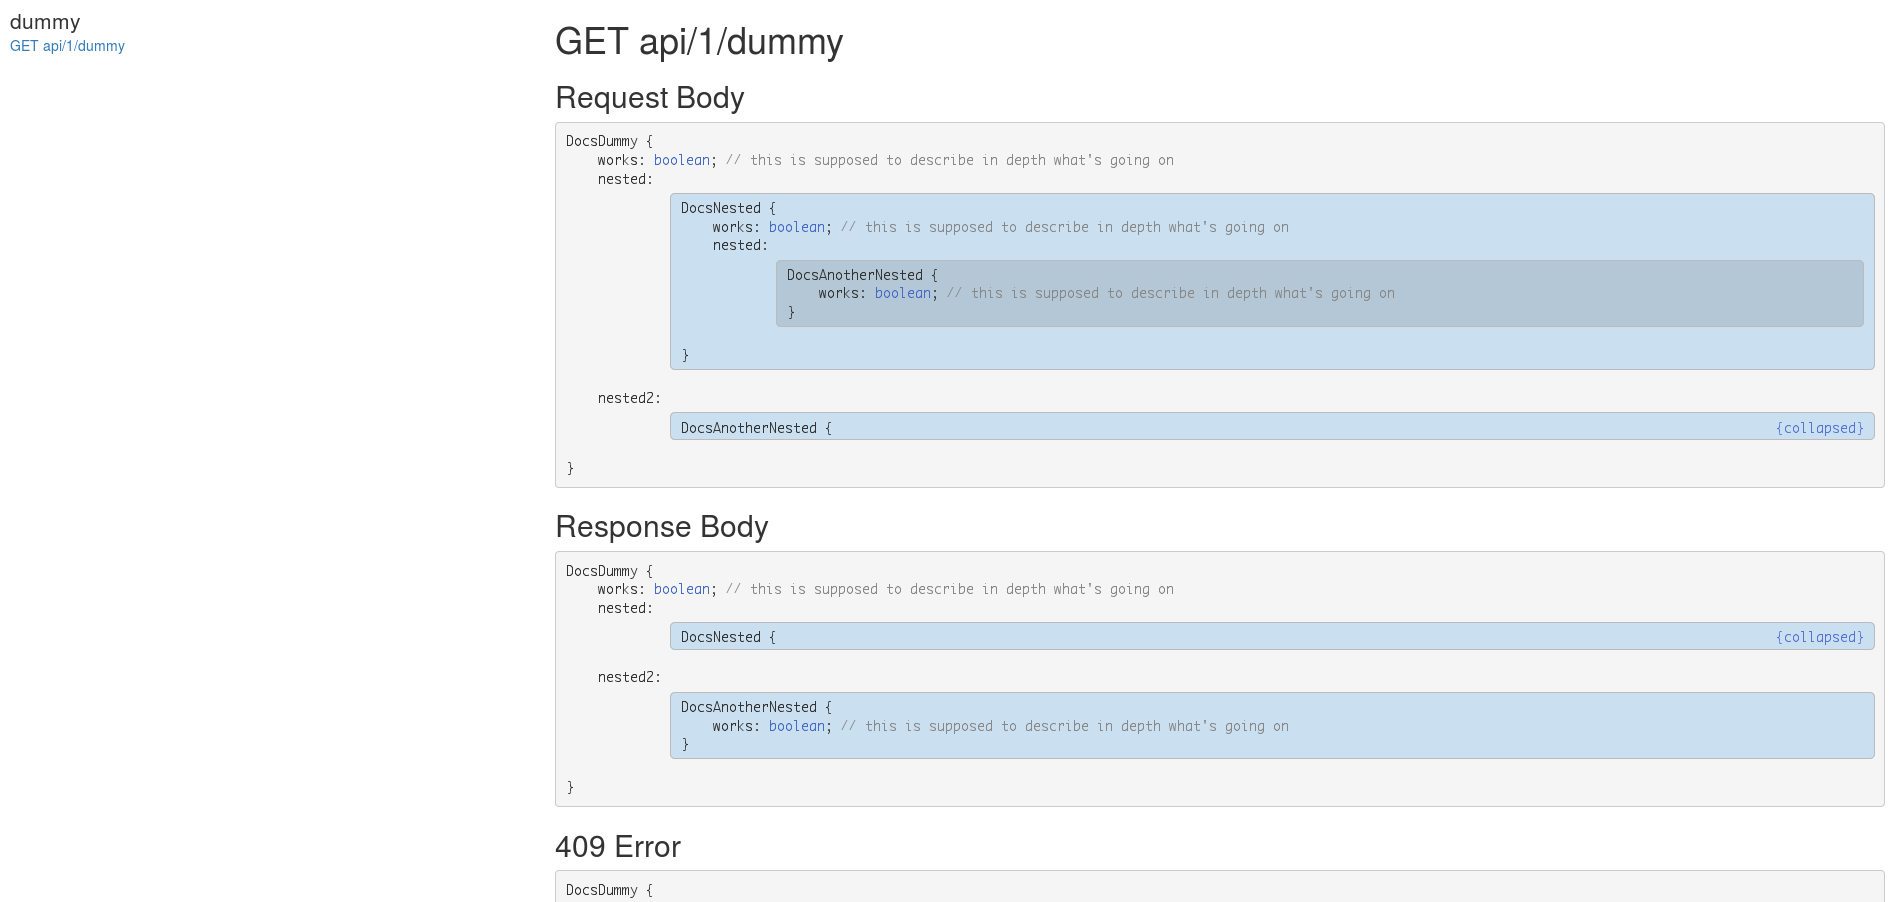 dummy
GET api/1/dummy
GET api/1/dummy
Request Body
DocsDummy {
works: boolean; // this is supposed to describe in depth what's going on
nested:
DocsNested {
works: boolean; // this is supposed to describe in depth what's going on
nested:
DocsAnotherNested {
works: boolean; // this is supposed to describe in depth what's going on
}
}
nested2:
DocsAnotherNested { {collapsed}
}
Response Body
DocsDummy {
works: boolean; // this is supposed to describe in depth what's going on
nested:
DocsNested { {collapsed}
nested2:
DocsAnotherNested {
works: boolean; // this is supposed to describe in depth what's going on
}
}
409 Error
DocsDummy {